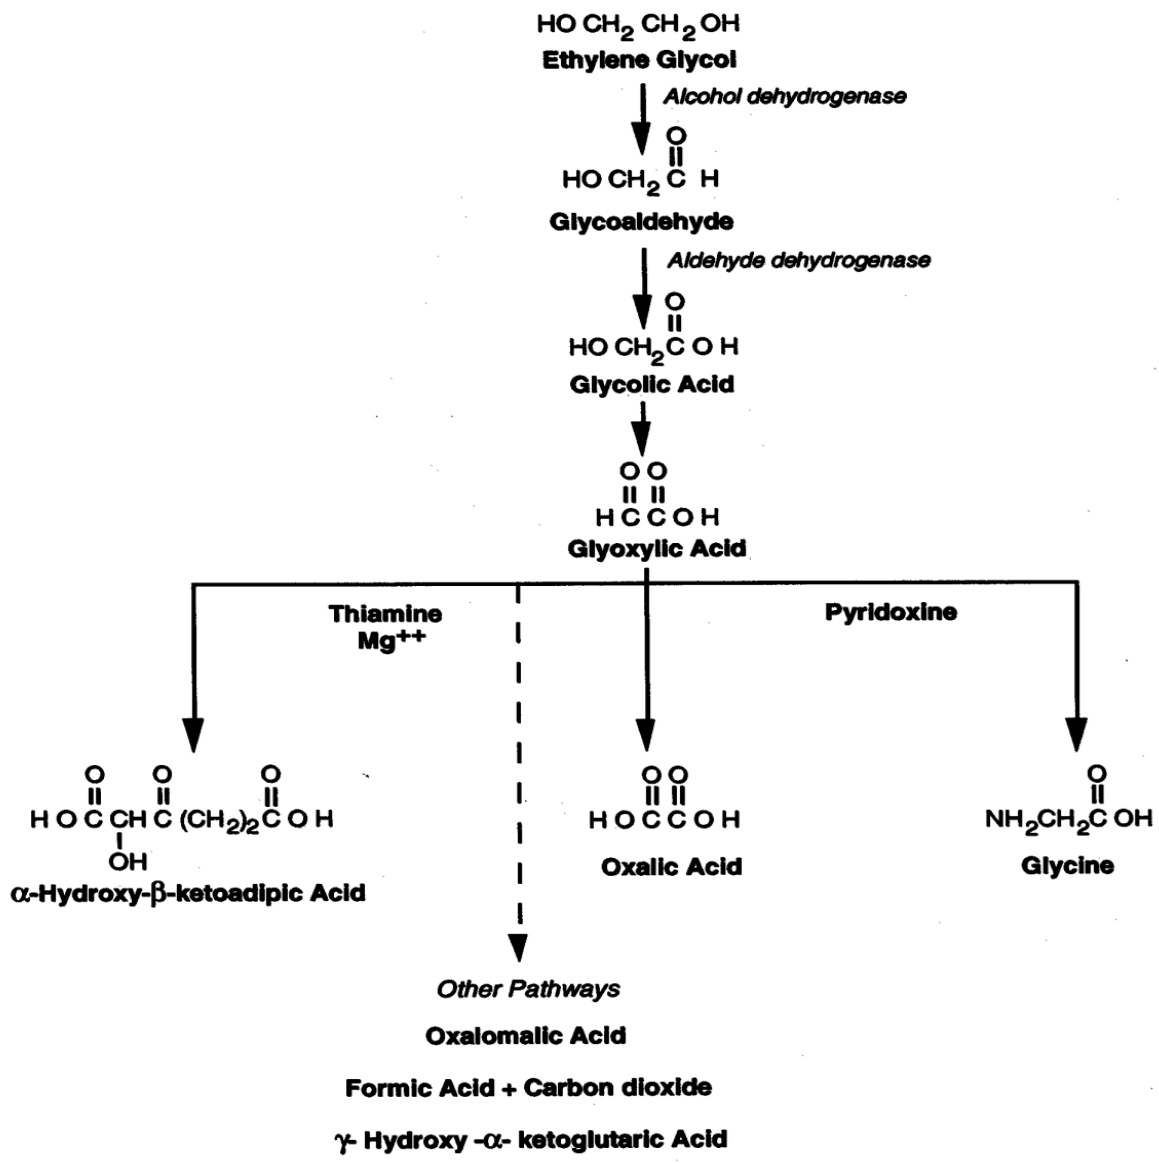 HO CH2 CH2 OH
Ethylene Glycol
Alcohol dehydrogenase
O
HO CH2 C H
Glycoaldehyde
Aldehyde dehydrogenase
O
HO CH2 C O H
Glycolic Acid
O O
H C C O H
Glyoxylic Acid
Thiamine
Mg++
Pyridoxine
O O O
H O C CH C (CH2)2 C O H
OH
α-Hydroxy-β-ketoadipic Acid
O O
H O C C O H
Oxalic Acid
O
NH2CH2C OH
Glycine
Other Pathways
Oxalomalic Acid
Formic Acid + Carbon dioxide
γ- Hydroxy -α- ketoglutaric Acid